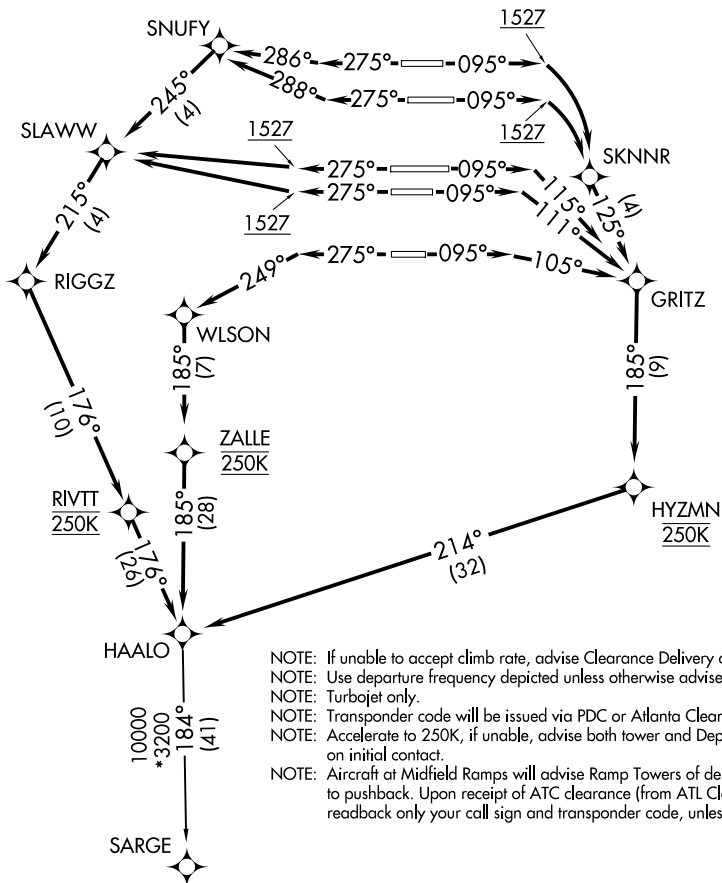 SNUFY
1527
286°
275°
095°
245°
(4)
288°
275°
095°
SLAWW
1527
1527
SKNNR
275°
095°
275°
095°
115°
111°
125°
(4)
1527
215°
(4)
RIGGZ
249°
275°
095°
105°
GRITZ
WLSON
185°
(7)
185°
(9)
176°
(10)
ZALLE
250K
RIVTT
250K
185°
(28)
HYZMN
250K
176°
(26)
214°
(32)
HAALO
NOTE: If unable to accept climb rate, advise Clearance Delivery
NOTE: Use departure frequency depicted unless otherwise advise
NOTE: Turbojet only.
NOTE: Transponder code will be issued via PDC or Atlanta Clear
NOTE: Accelerate to 250K, if unable, advise both tower and Dep
on initial contact.
NOTE: Aircraft at Midfield Ramps will advise Ramp Towers of de
to pushback. Upon receipt of ATC clearance (from ATL Cl
readback only your call sign and transponder code, unles
10000
*3200
184°
(41)
SARGE